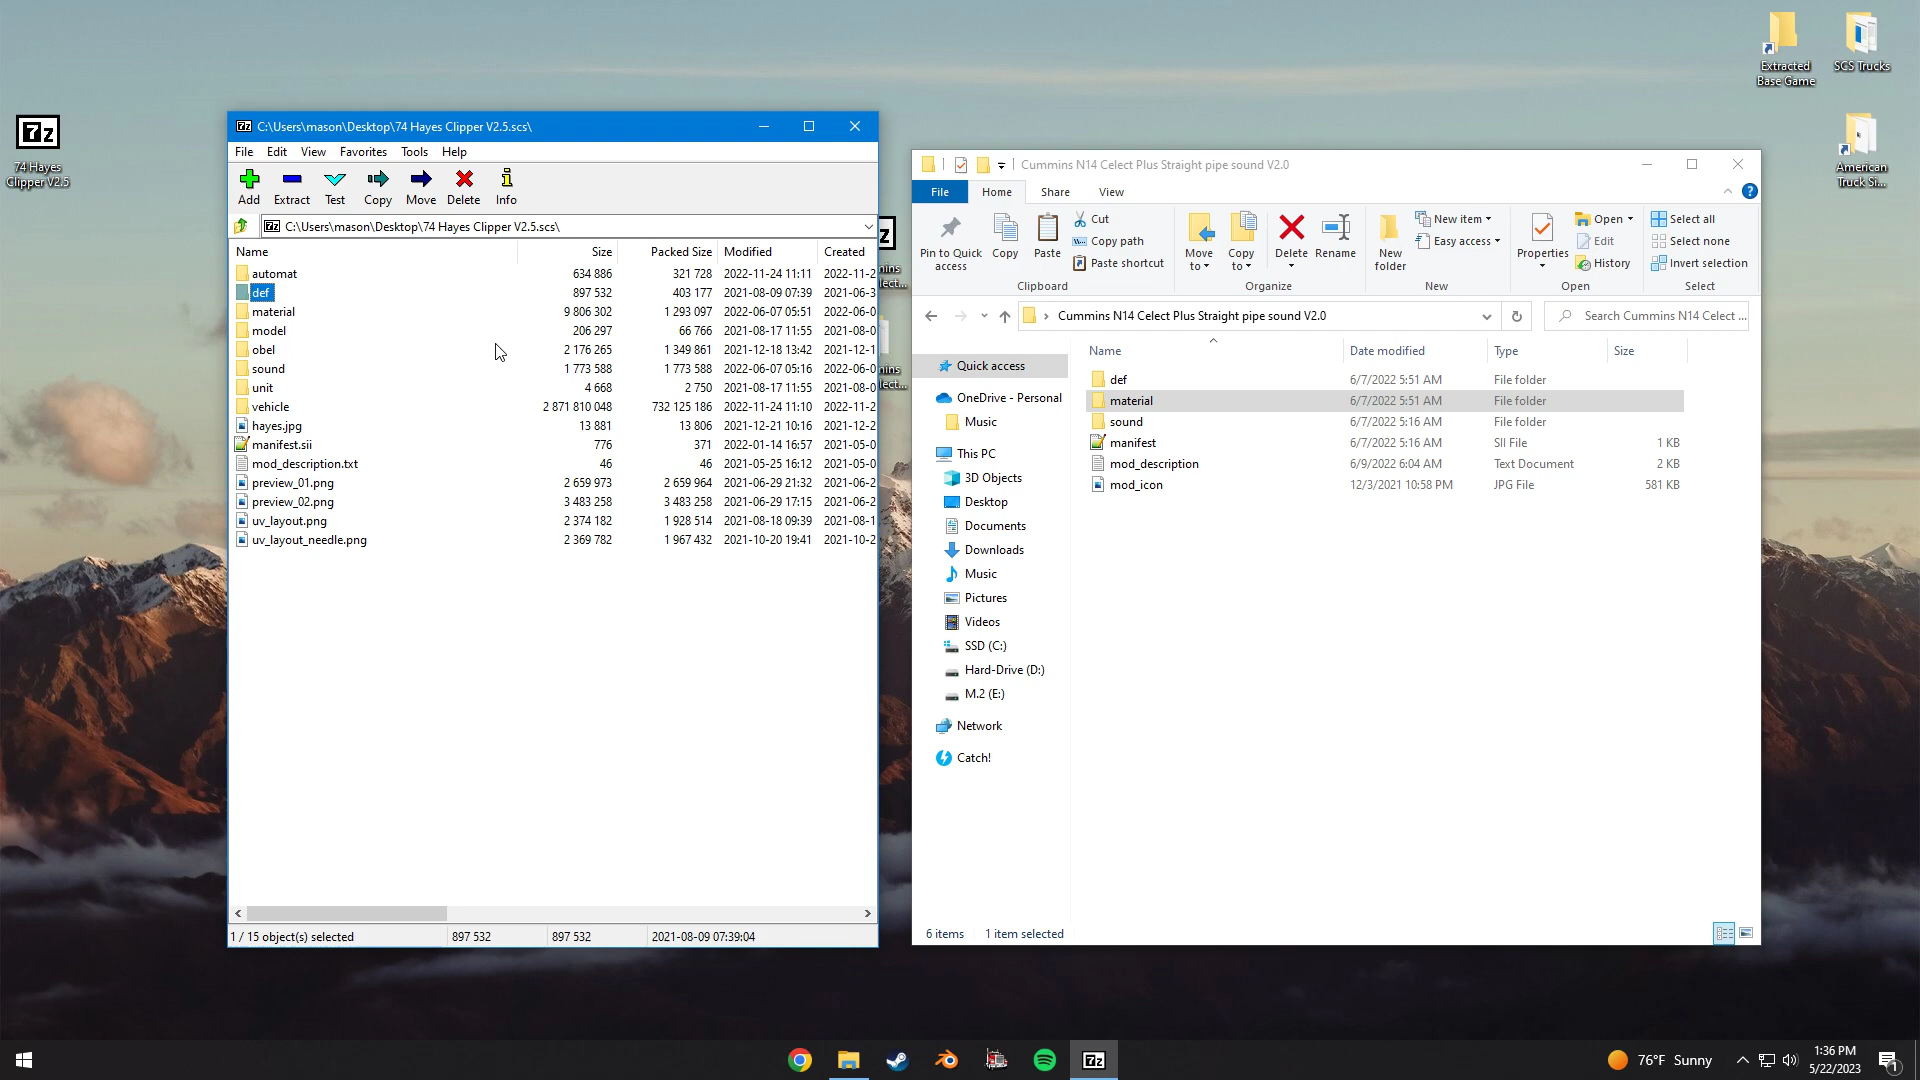 Extracted
Base Game
SCS Trucks
American
Truck Si...
7z
74 Hayes
Clipper V2.5
C:\Users\mason\Desktop\74 Hayes Clipper V2.5.scs\
File Edit View Favorites Tools Help
Add Extract Test Copy Move Delete Info
C:\Users\mason\Desktop\74 Hayes Clipper V2.5.scs\
Name Size Packed Size Modified Created
automat 634 886 321 728 2022-11-24 11:11 2022-11-2
def 897 532 403 177 2021-08-09 07:39 2021-06-3
material 9 806 302 1 293 097 2022-06-07 05:51 2022-06-0
model 206 297 66 766 2021-08-17 11:55 2021-08-0
obel 2 176 265 1 349 861 2021-12-18 13:42 2021-12-1
sound 1 773 588 1 773 588 2022-06-07 05:16 2022-06-0
unit 4 668 2 750 2021-08-17 11:55 2021-08-0
vehicle 2 871 810 048 732 125 186 2022-11-24 11:10 2022-11-2
hayes.jpg 13 881 13 806 2021-12-21 10:16 2021-12-2
manifest.sii 776 371 2022-01-14 16:57 2021-05-0
mod_description.txt 46 46 2021-05-25 16:12 2021-05-0
preview_01.png 2 659 973 2 659 964 2021-06-29 21:32 2021-06-2
preview_02.png 3 483 258 3 483 258 2021-06-29 17:15 2021-06-2
uv_layout.png 2 374 182 1 928 514 2021-08-18 09:39 2021-08-1
uv_layout_needle.png 2 369 782 1 967 432 2021-10-20 19:41 2021-10-2
1 / 15 object(s) selected 897 532 897 532 2021-08-09 07:39:04
Cummins N14 Celect Plus Straight pipe sound V2.0
File Home Share View
Pin to Quick
access
Copy
Paste
Cut
Copy path
Paste shortcut
Clipboard
Move
to
Copy
to
Delete
Rename
Organize
New
folder
New item
Easy access
New
Properties
Open
Edit
History
Open
Select all
Select none
Invert selection
Select
Cummins N14 Celect Plus Straight pipe sound V2.0
Search Cummins N14 Celect ...
Quick access
OneDrive - Personal
Music
This PC
3D Objects
Desktop
Documents
Downloads
Music
Pictures
Videos
SSD (C:)
Hard-Drive (D:)
M.2 (E:)
Network
Catch!
Name Date modified Type Size
def 6/7/2022 5:51 AM File folder
material 6/7/2022 5:51 AM File folder
sound 6/7/2022 5:16 AM File folder
manifest 6/7/2022 5:16 AM SII File 1 KB
mod_description 6/9/2022 6:04 AM Text Document 2 KB
mod_icon 12/3/2021 10:58 PM JPG File 581 KB
6 items 1 item selected
76°F Sunny
1:36 PM
5/22/2023
1